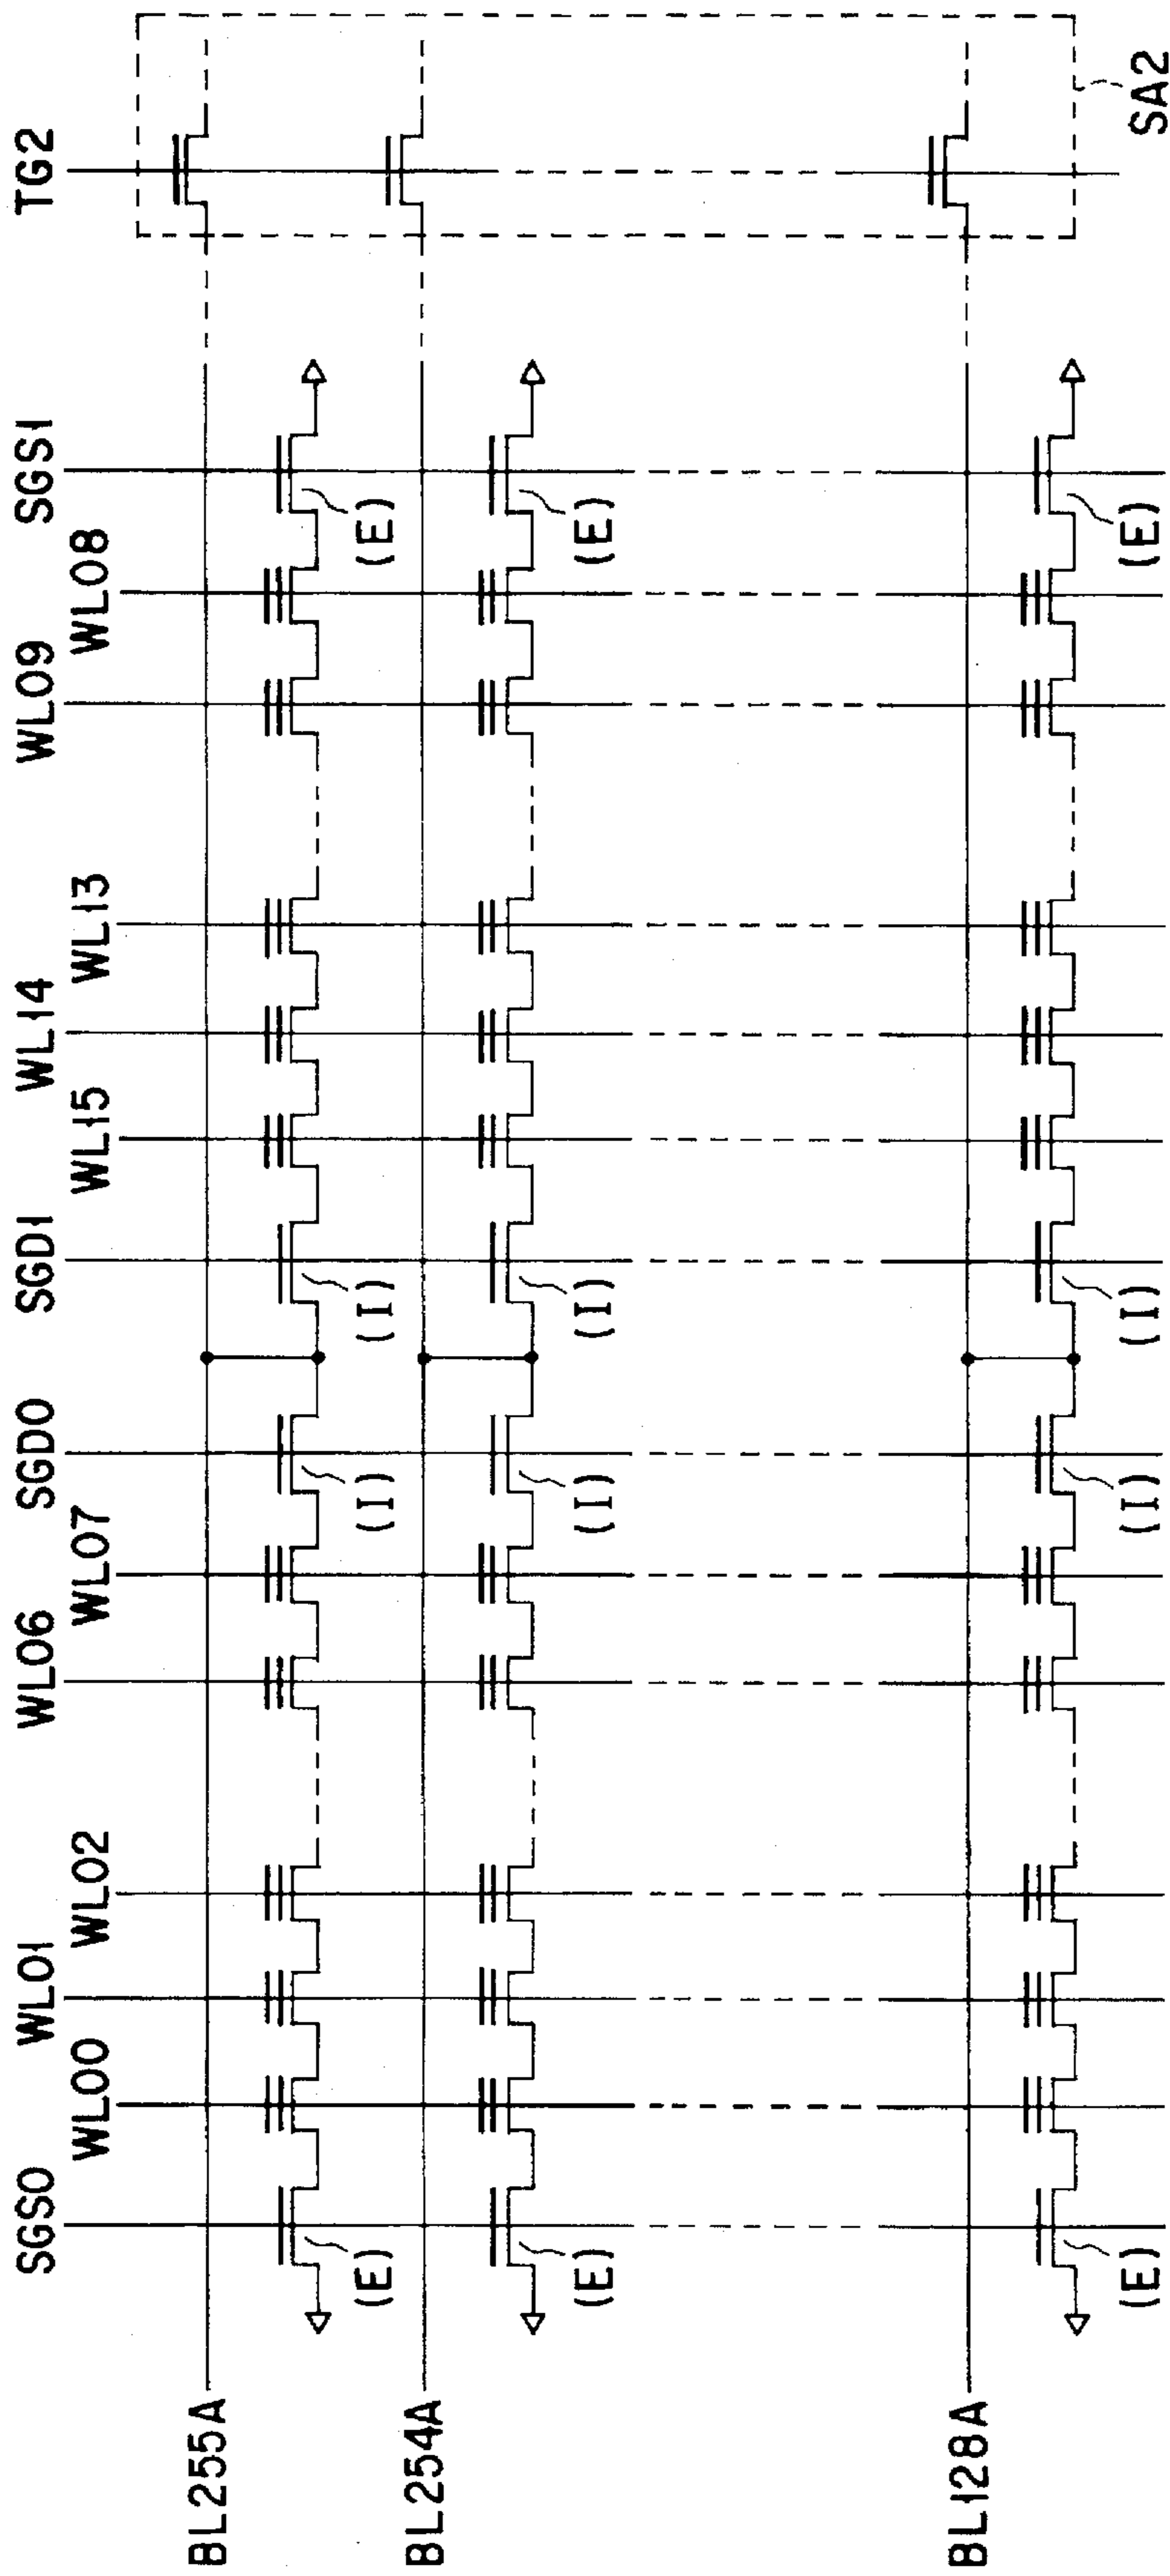 SGS0
WL00
WL01
WL02
WL06
WL07
SGD0
SGD1
WL15
WL14
WL13
WL09
WL08
SGS1
TG2
BL255A
(E)
(I)
(I)
(E)
BL254A
(E)
(I)
(I)
(E)
BL128A
(E)
(I)
(I)
(E)
SA2